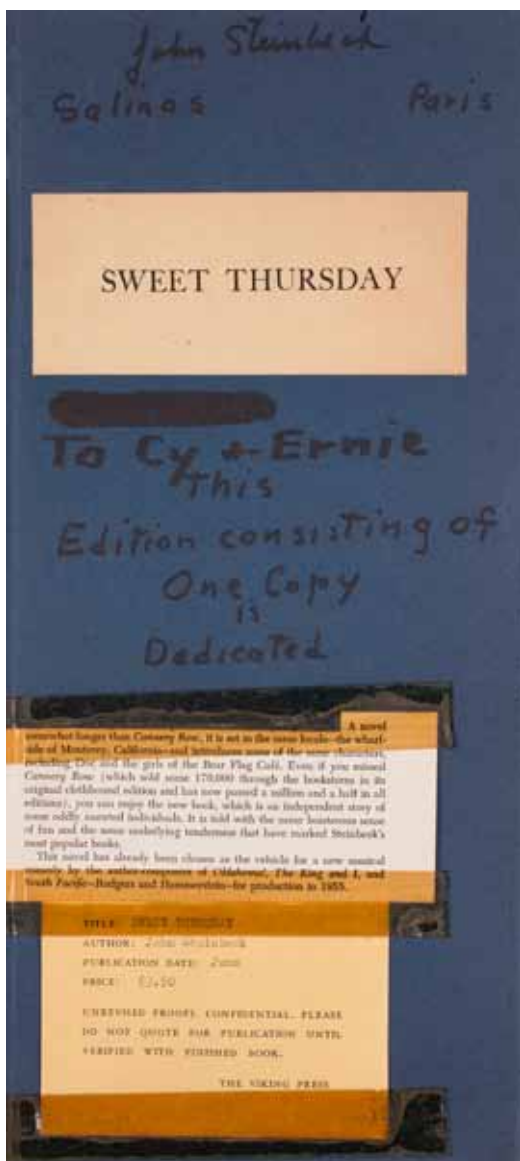 John Steinbeck
Salinas Paris
SWEET THURSDAY
To Cy + Ernie
This
Edition consisting of
One Copy
is
Dedicated
A novel
somewhat longer than Cannery Row, it is set in the same locale—the wharf-
side of Monterey, California—and introduces some of the same characters,
including Doc and the girls of the Bear Flag Café. Even if you missed
Cannery Row (which sold some 170,000 through the bookstores in its
original clothbound edition and has now passed a million and a half in all
editions), you can enjoy the new book, which is an independent story of
some oddly assorted individuals. It is told with the same boisterous sense
of fun and the same underlying tenderness that have marked Steinbeck's
most popular books.
This novel has already been chosen as the vehicle for a new musical
comedy by the author-composer of Oklahoma!, The King and I, and
South Pacific—Rodgers and Hammerstein—for production in 1955.
TITLE: SWEET THURSDAY
AUTHOR: John Steinbeck
PUBLICATION DATE: June
PRICE: $3.50
UNREVISED PROOFS. CONFIDENTIAL. PLEASE
DO NOT QUOTE FOR PUBLICATION UNTIL
VERIFIED WITH FINISHED BOOK.
THE VIKING PRESS